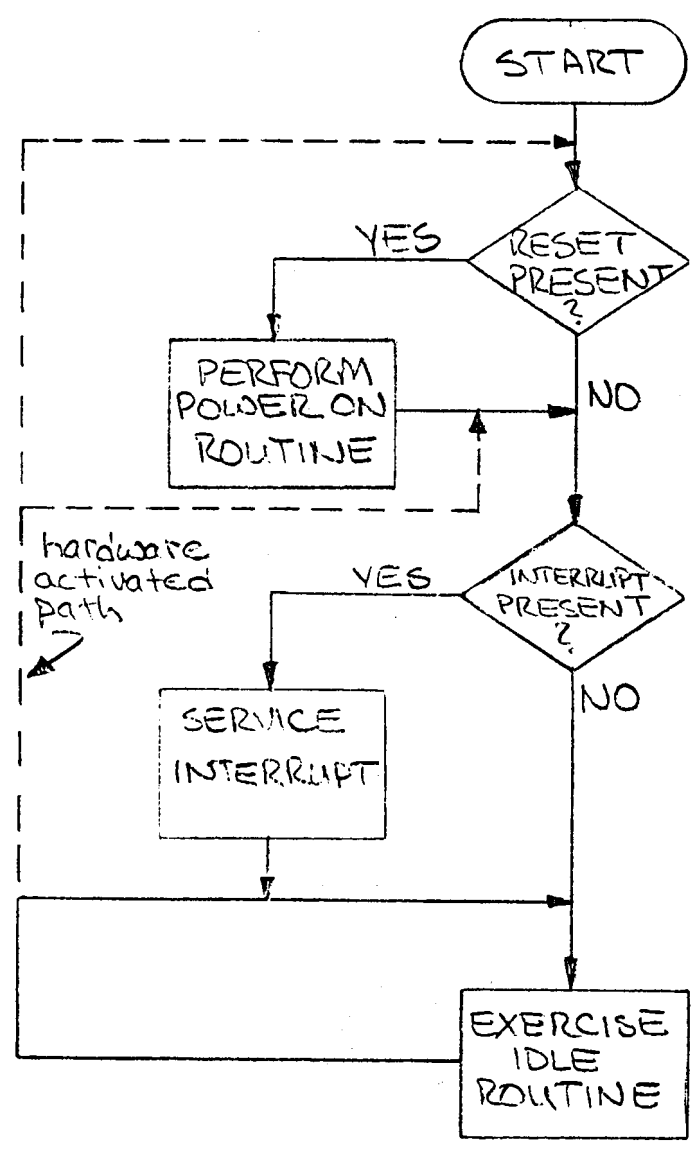 START
YES
RESET
PRESENT
?
PERFORM
POWER ON
ROUTINE
NO
hardware
activated
path
YES
INTERRUPT
PRESENT
?
NO
SERVICE
INTERRUPT
EXERCISE
IDLE
ROUTINE